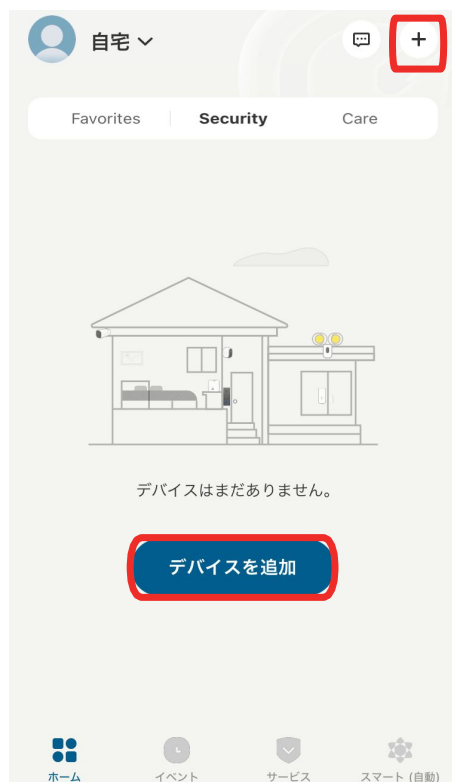 自宅
Favorites
Security
Care
デバイスはまだありません。
デバイスを追加
ホーム
イベント
サービス
スマート (自動)